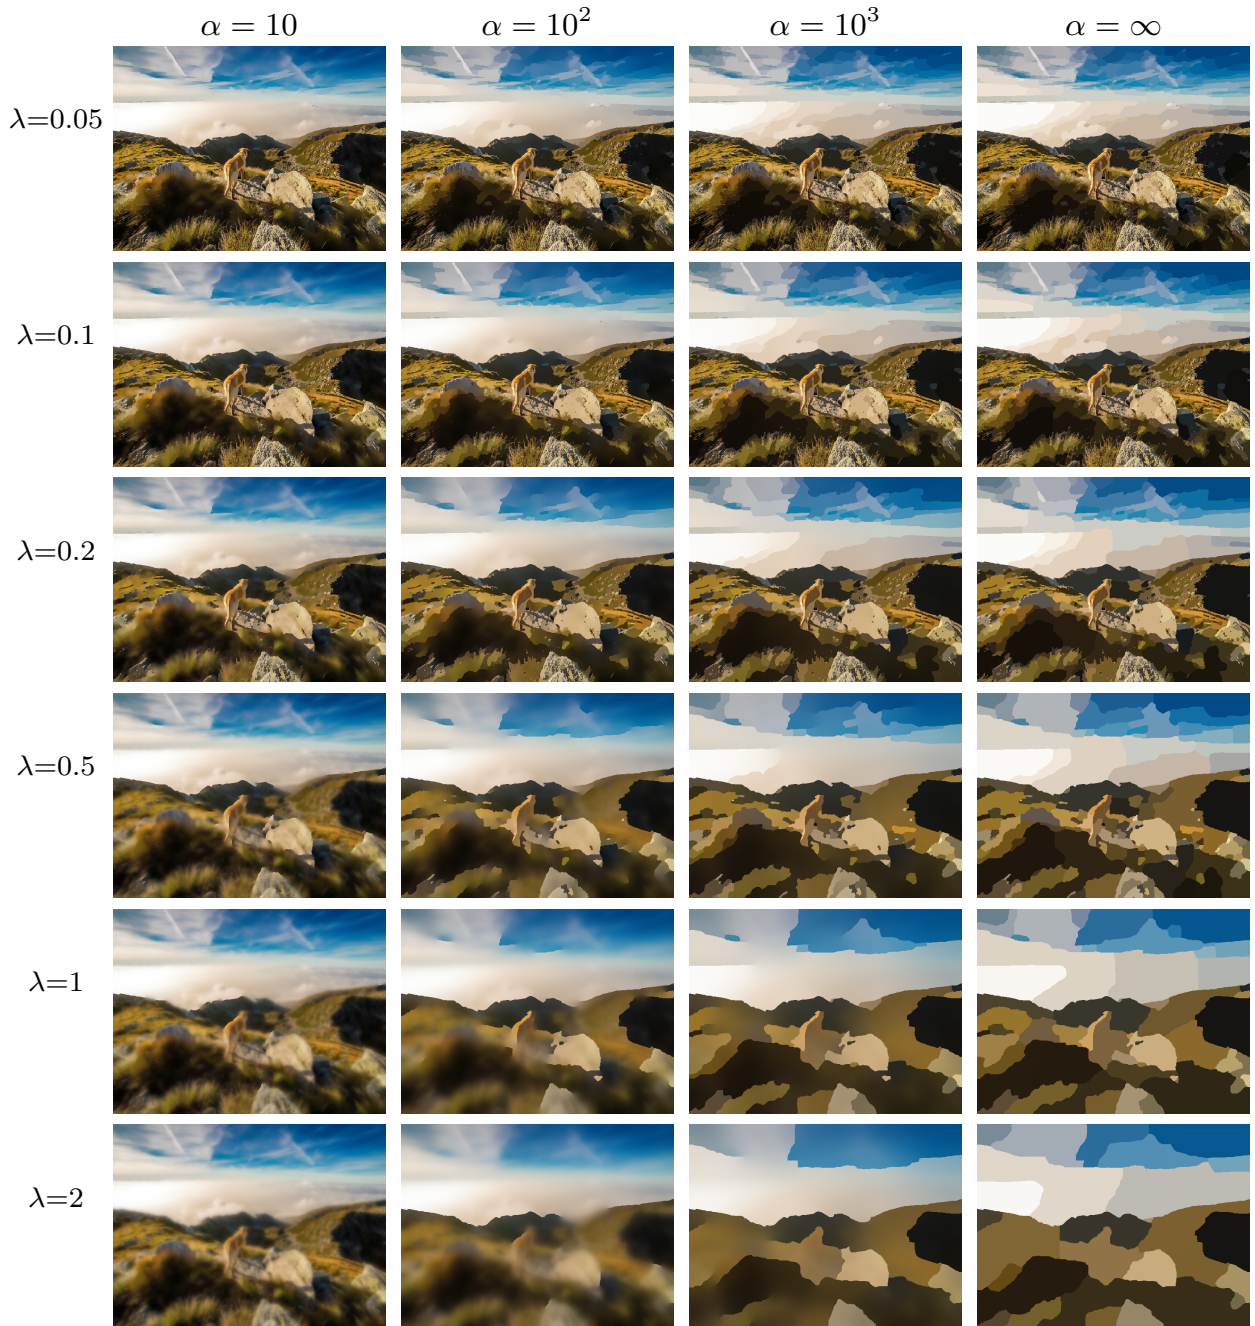 α = 10 α = 10² α = 10³ α = ∞
λ=0.05
λ=0.1
λ=0.2
λ=0.5
λ=1
λ=2